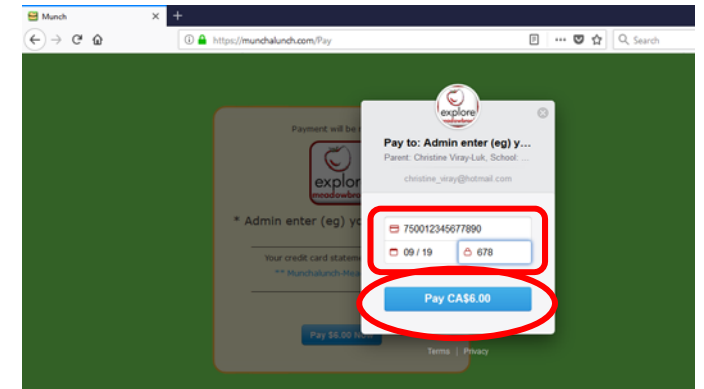 Munch
https://munchalunch.com/Pay
Search
explore
meadowbrook
Pay to: Admin enter (eg) y...
Parent: Christine Viray-Luk, School: ...
christine_viray@hotmail.com
750012345677890
09 / 19
678
Pay CA$6.00
Terms | Privacy
Payment will be
explor
meadowbro
* Admin enter (eg) yo
Your credit card stateme
** Munchalunch-Mea
Pay $6.00 Now